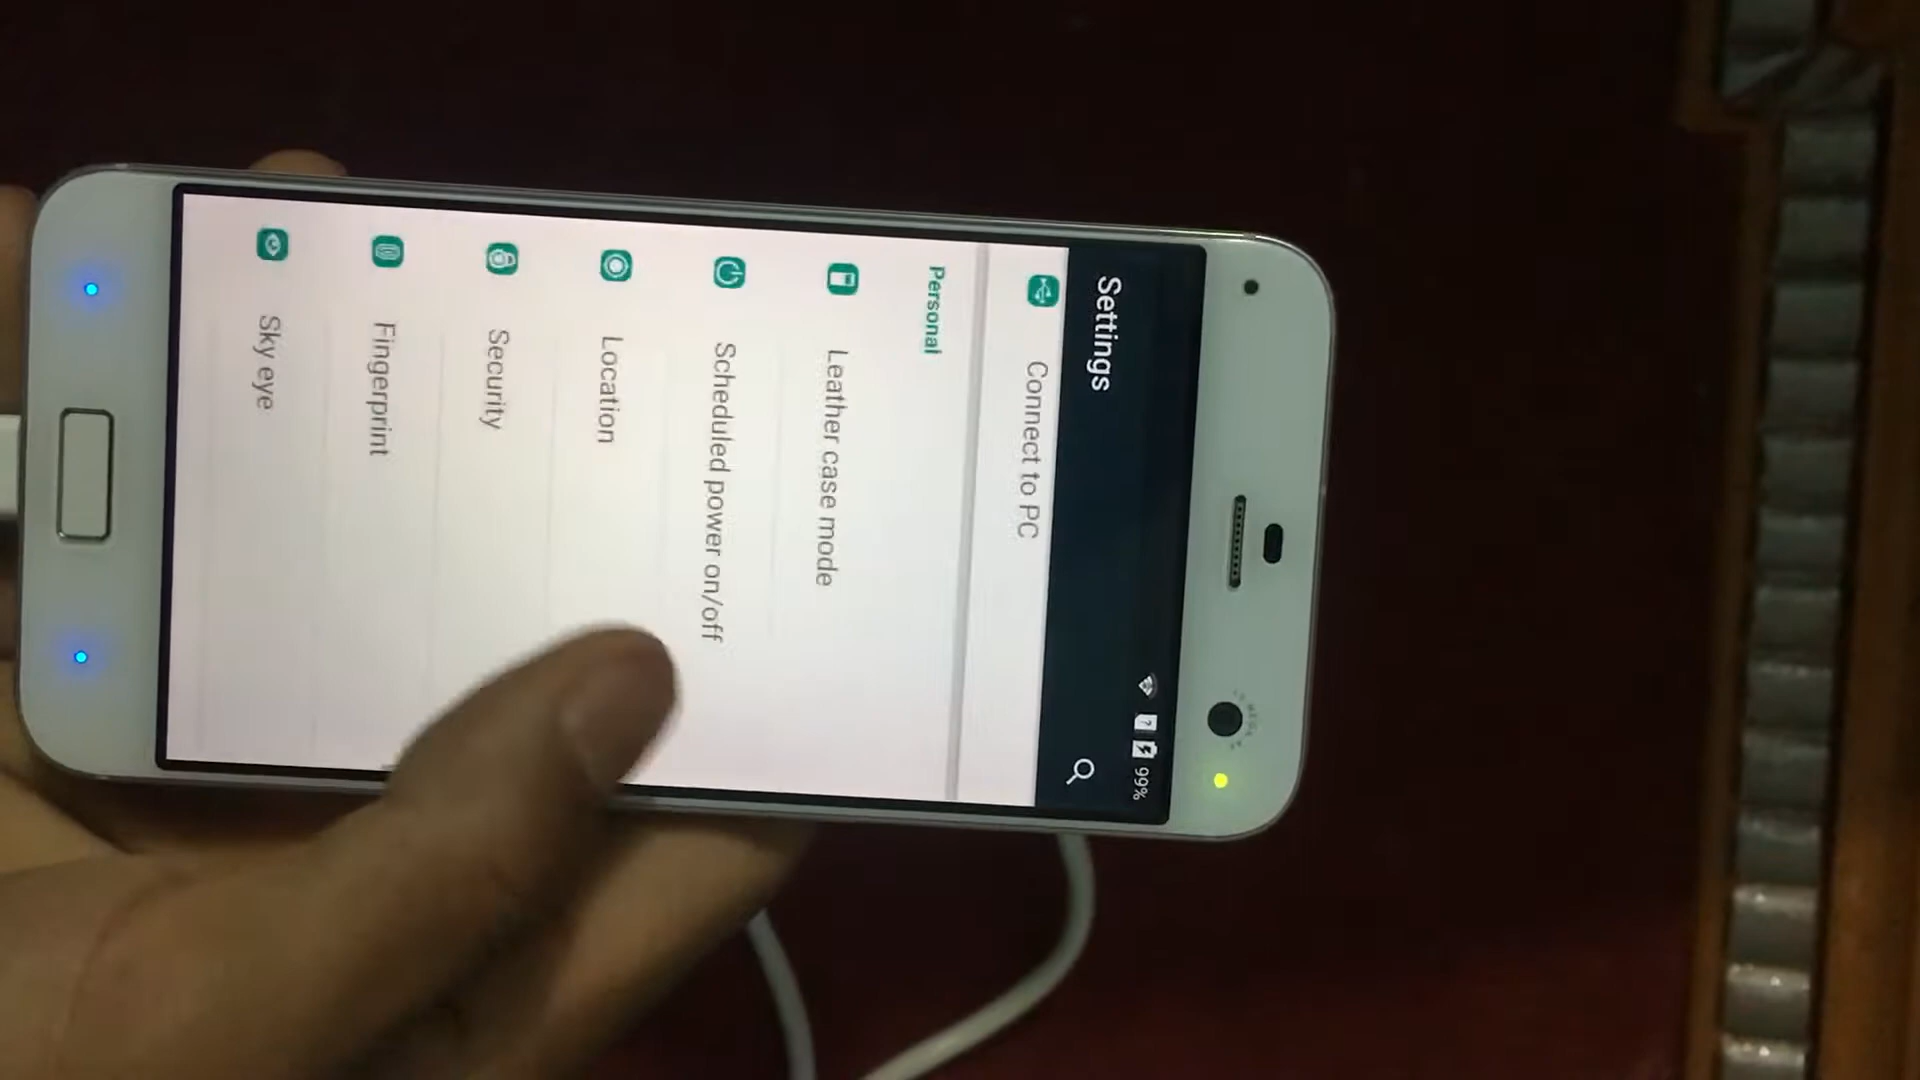 99%
Settings
Connect to PC
Personal
Leather case mode
Scheduled power on/off
Location
Security
Fingerprint
Sky eye